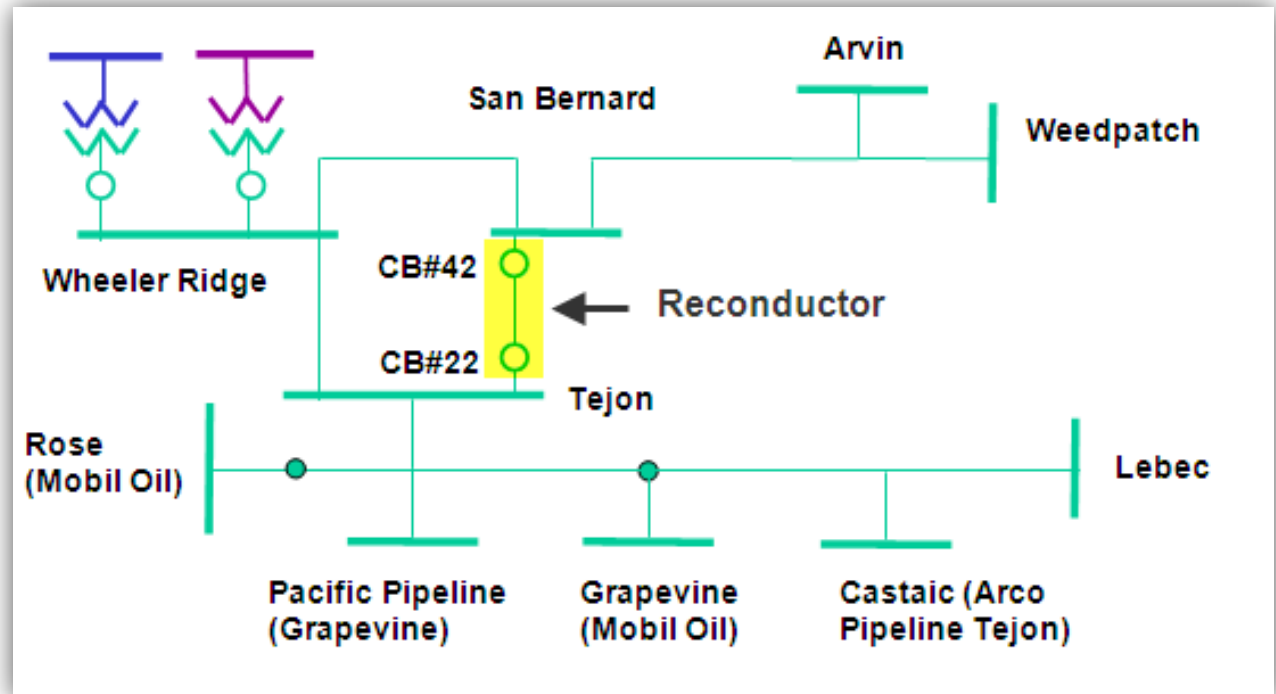 Arvin
San Bernard
Weedpatch
Wheeler Ridge
CB#42
Reconductor
CB#22
Tejon
Rose
(Mobil Oil)
Lebec
Pacific Pipeline
(Grapevine)
Grapevine
(Mobil Oil)
Castaic (Arco
Pipeline Tejon)